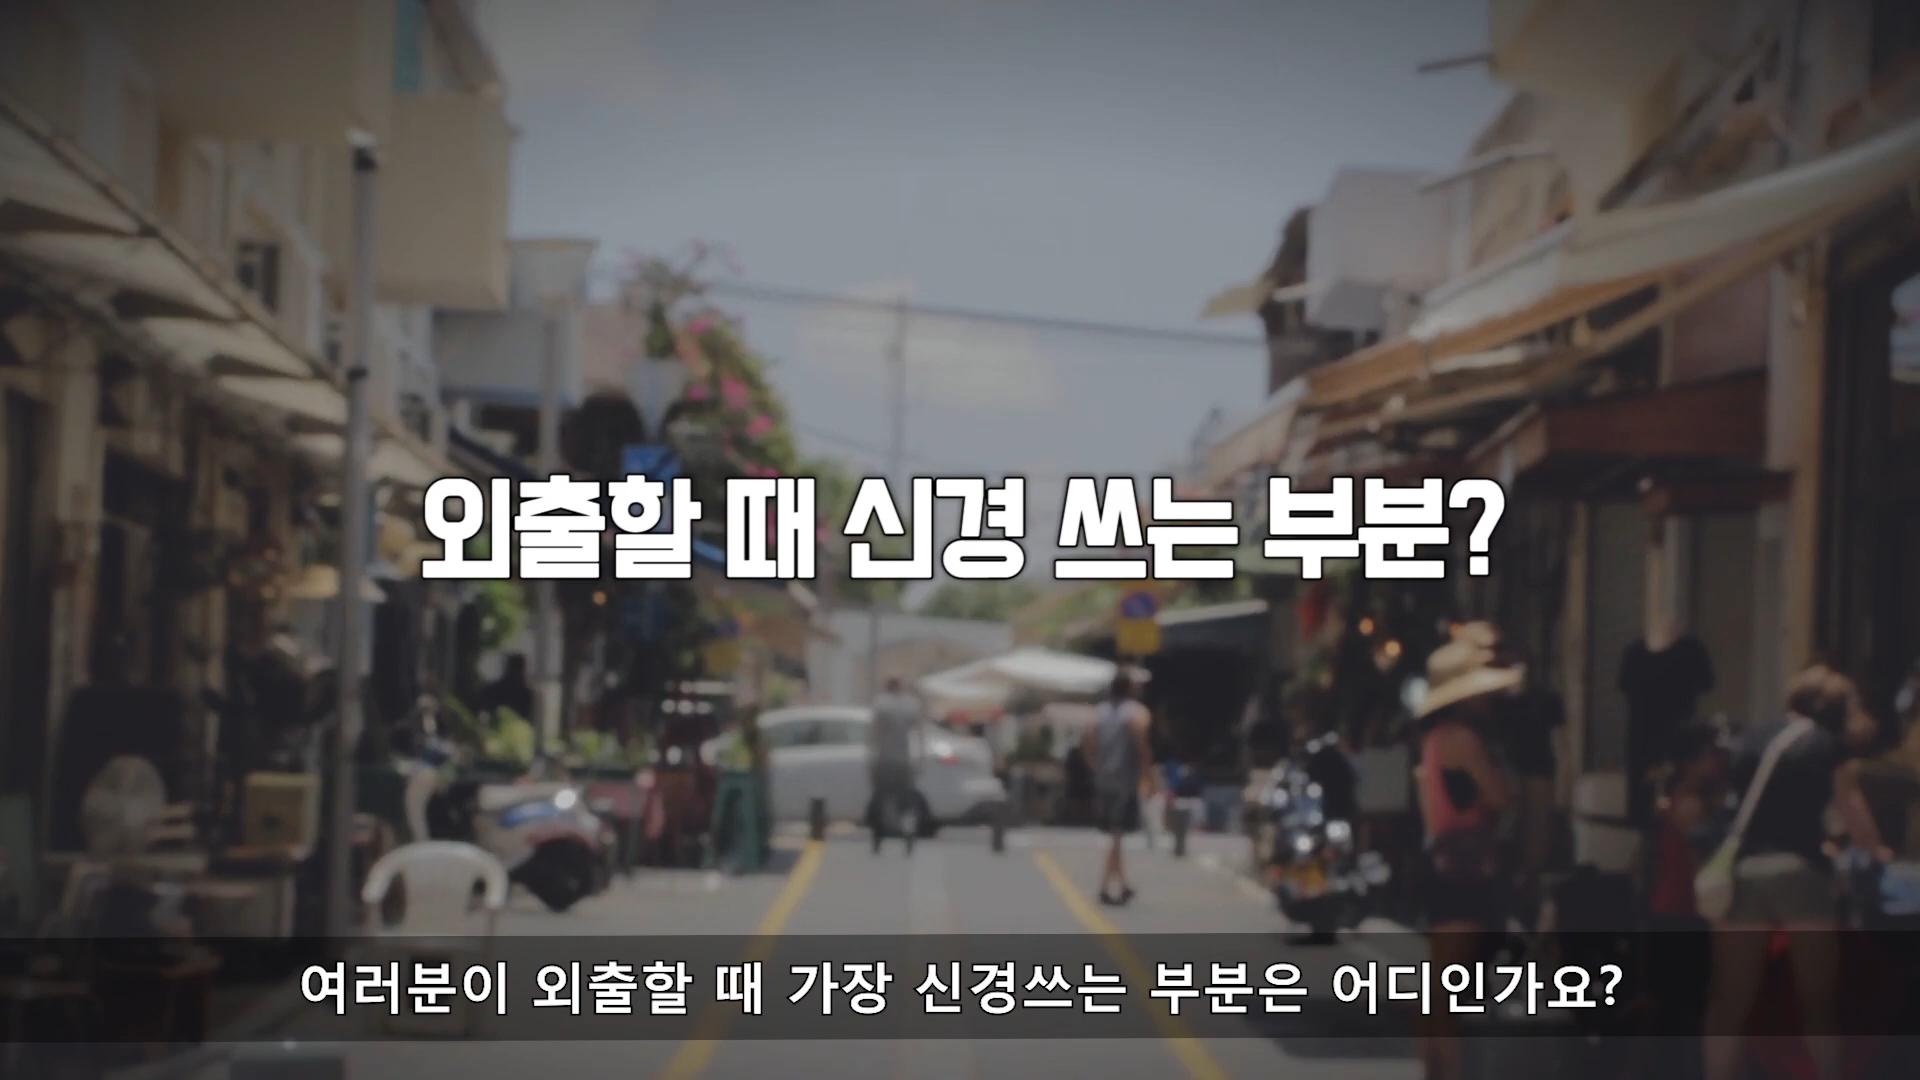 외출할 때 신경 쓰는 부분?
여러분이 외출할 때 가장 신경쓰는 부분은 어디인가요?